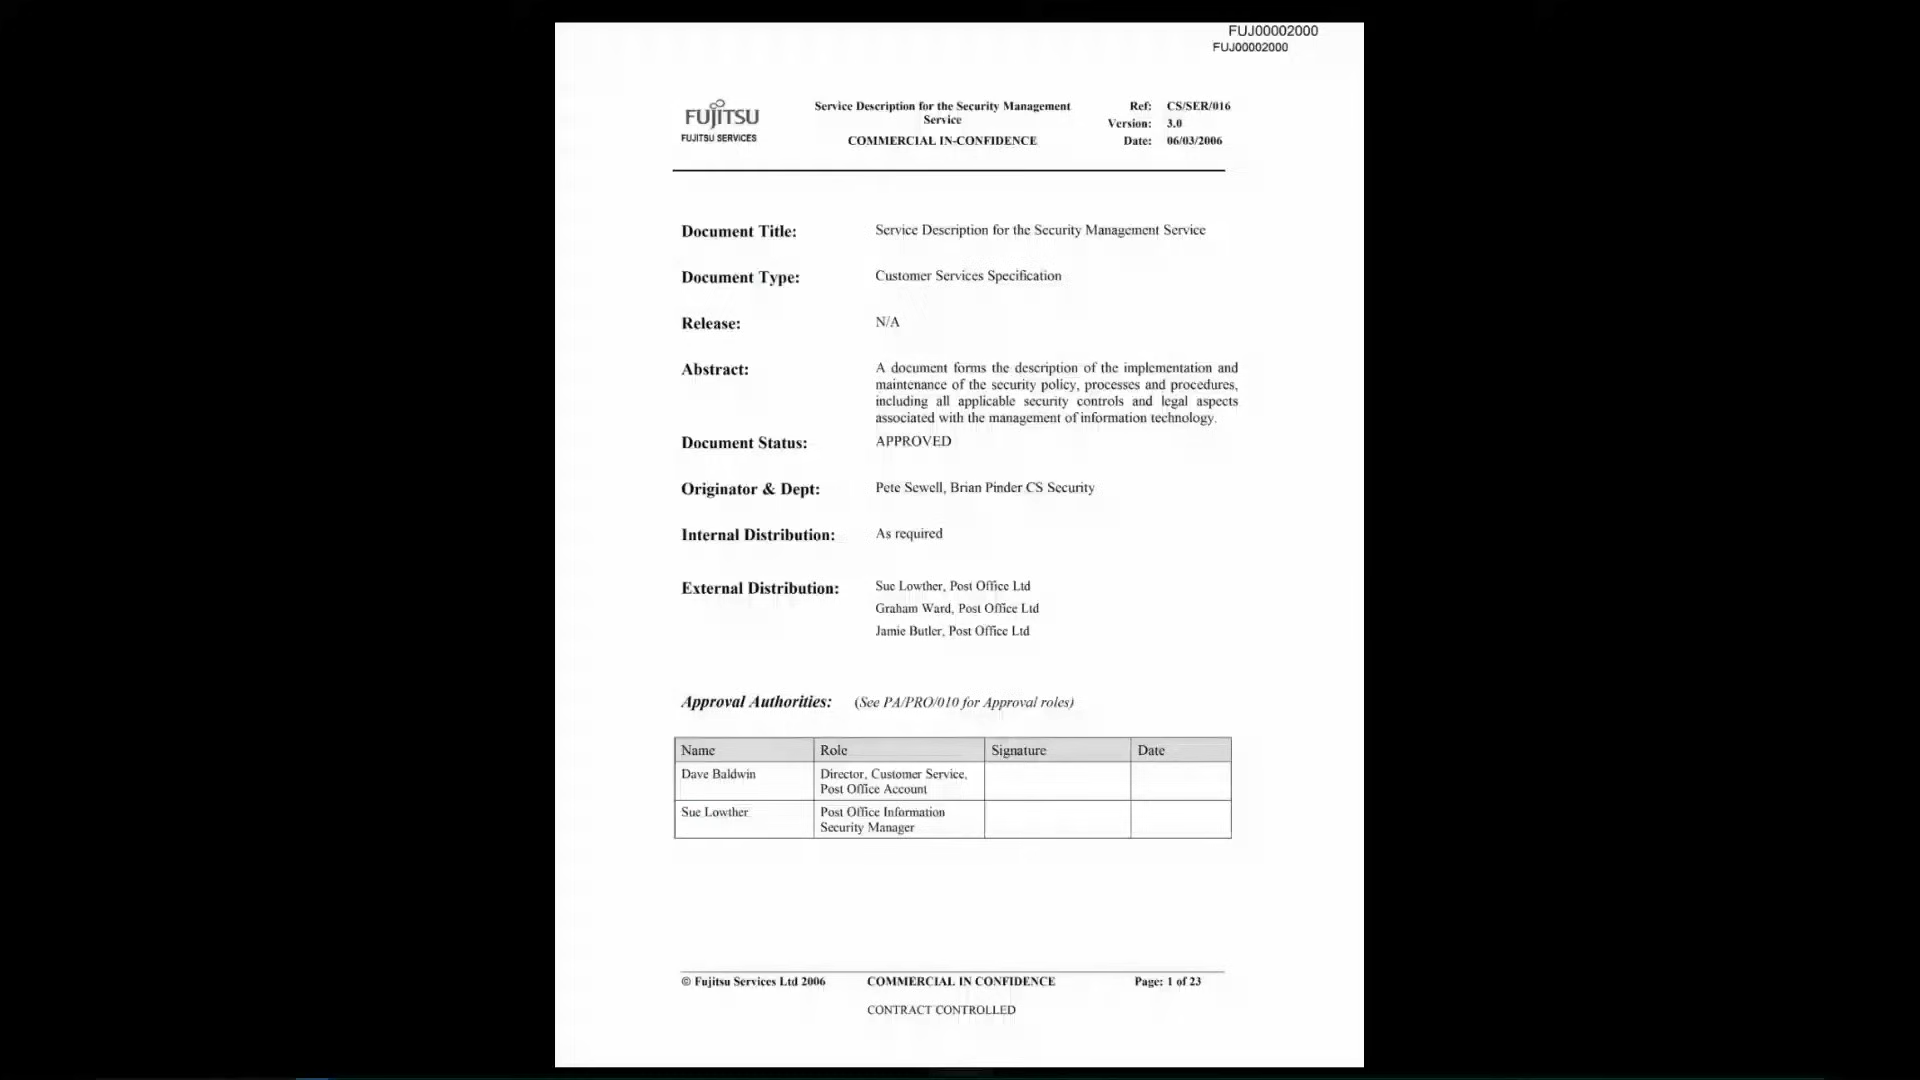 FUJ00002000
FUJ00002000
FUJITSU
FUJITSU SERVICES
Service Description for the Security Management
Service
COMMERCIAL IN-CONFIDENCE
Ref: CS/SER/016
Version: 3.0
Date: 06/03/2006
Document Title: Service Description for the Security Management Service
Document Type: Customer Services Specification
Release: N/A
Abstract: A document forms the description of the implementation and
maintenance of the security policy, processes and procedures,
including all applicable security controls and legal aspects
associated with the management of information technology.
Document Status: APPROVED
Originator & Dept: Pete Sewell, Brian Pinder CS Security
Internal Distribution: As required
External Distribution: Sue Lowther, Post Office Ltd
Graham Ward, Post Office Ltd
Jamie Butler, Post Office Ltd
Approval Authorities: (See PA/PRO/010 for Approval roles)
Name Role Signature Date
Dave Baldwin Director, Customer Service,
Post Office Account
Sue Lowther Post Office Information
Security Manager
© Fujitsu Services Ltd 2006 COMMERCIAL IN CONFIDENCE Page: 1 of 23
CONTRACT CONTROLLED